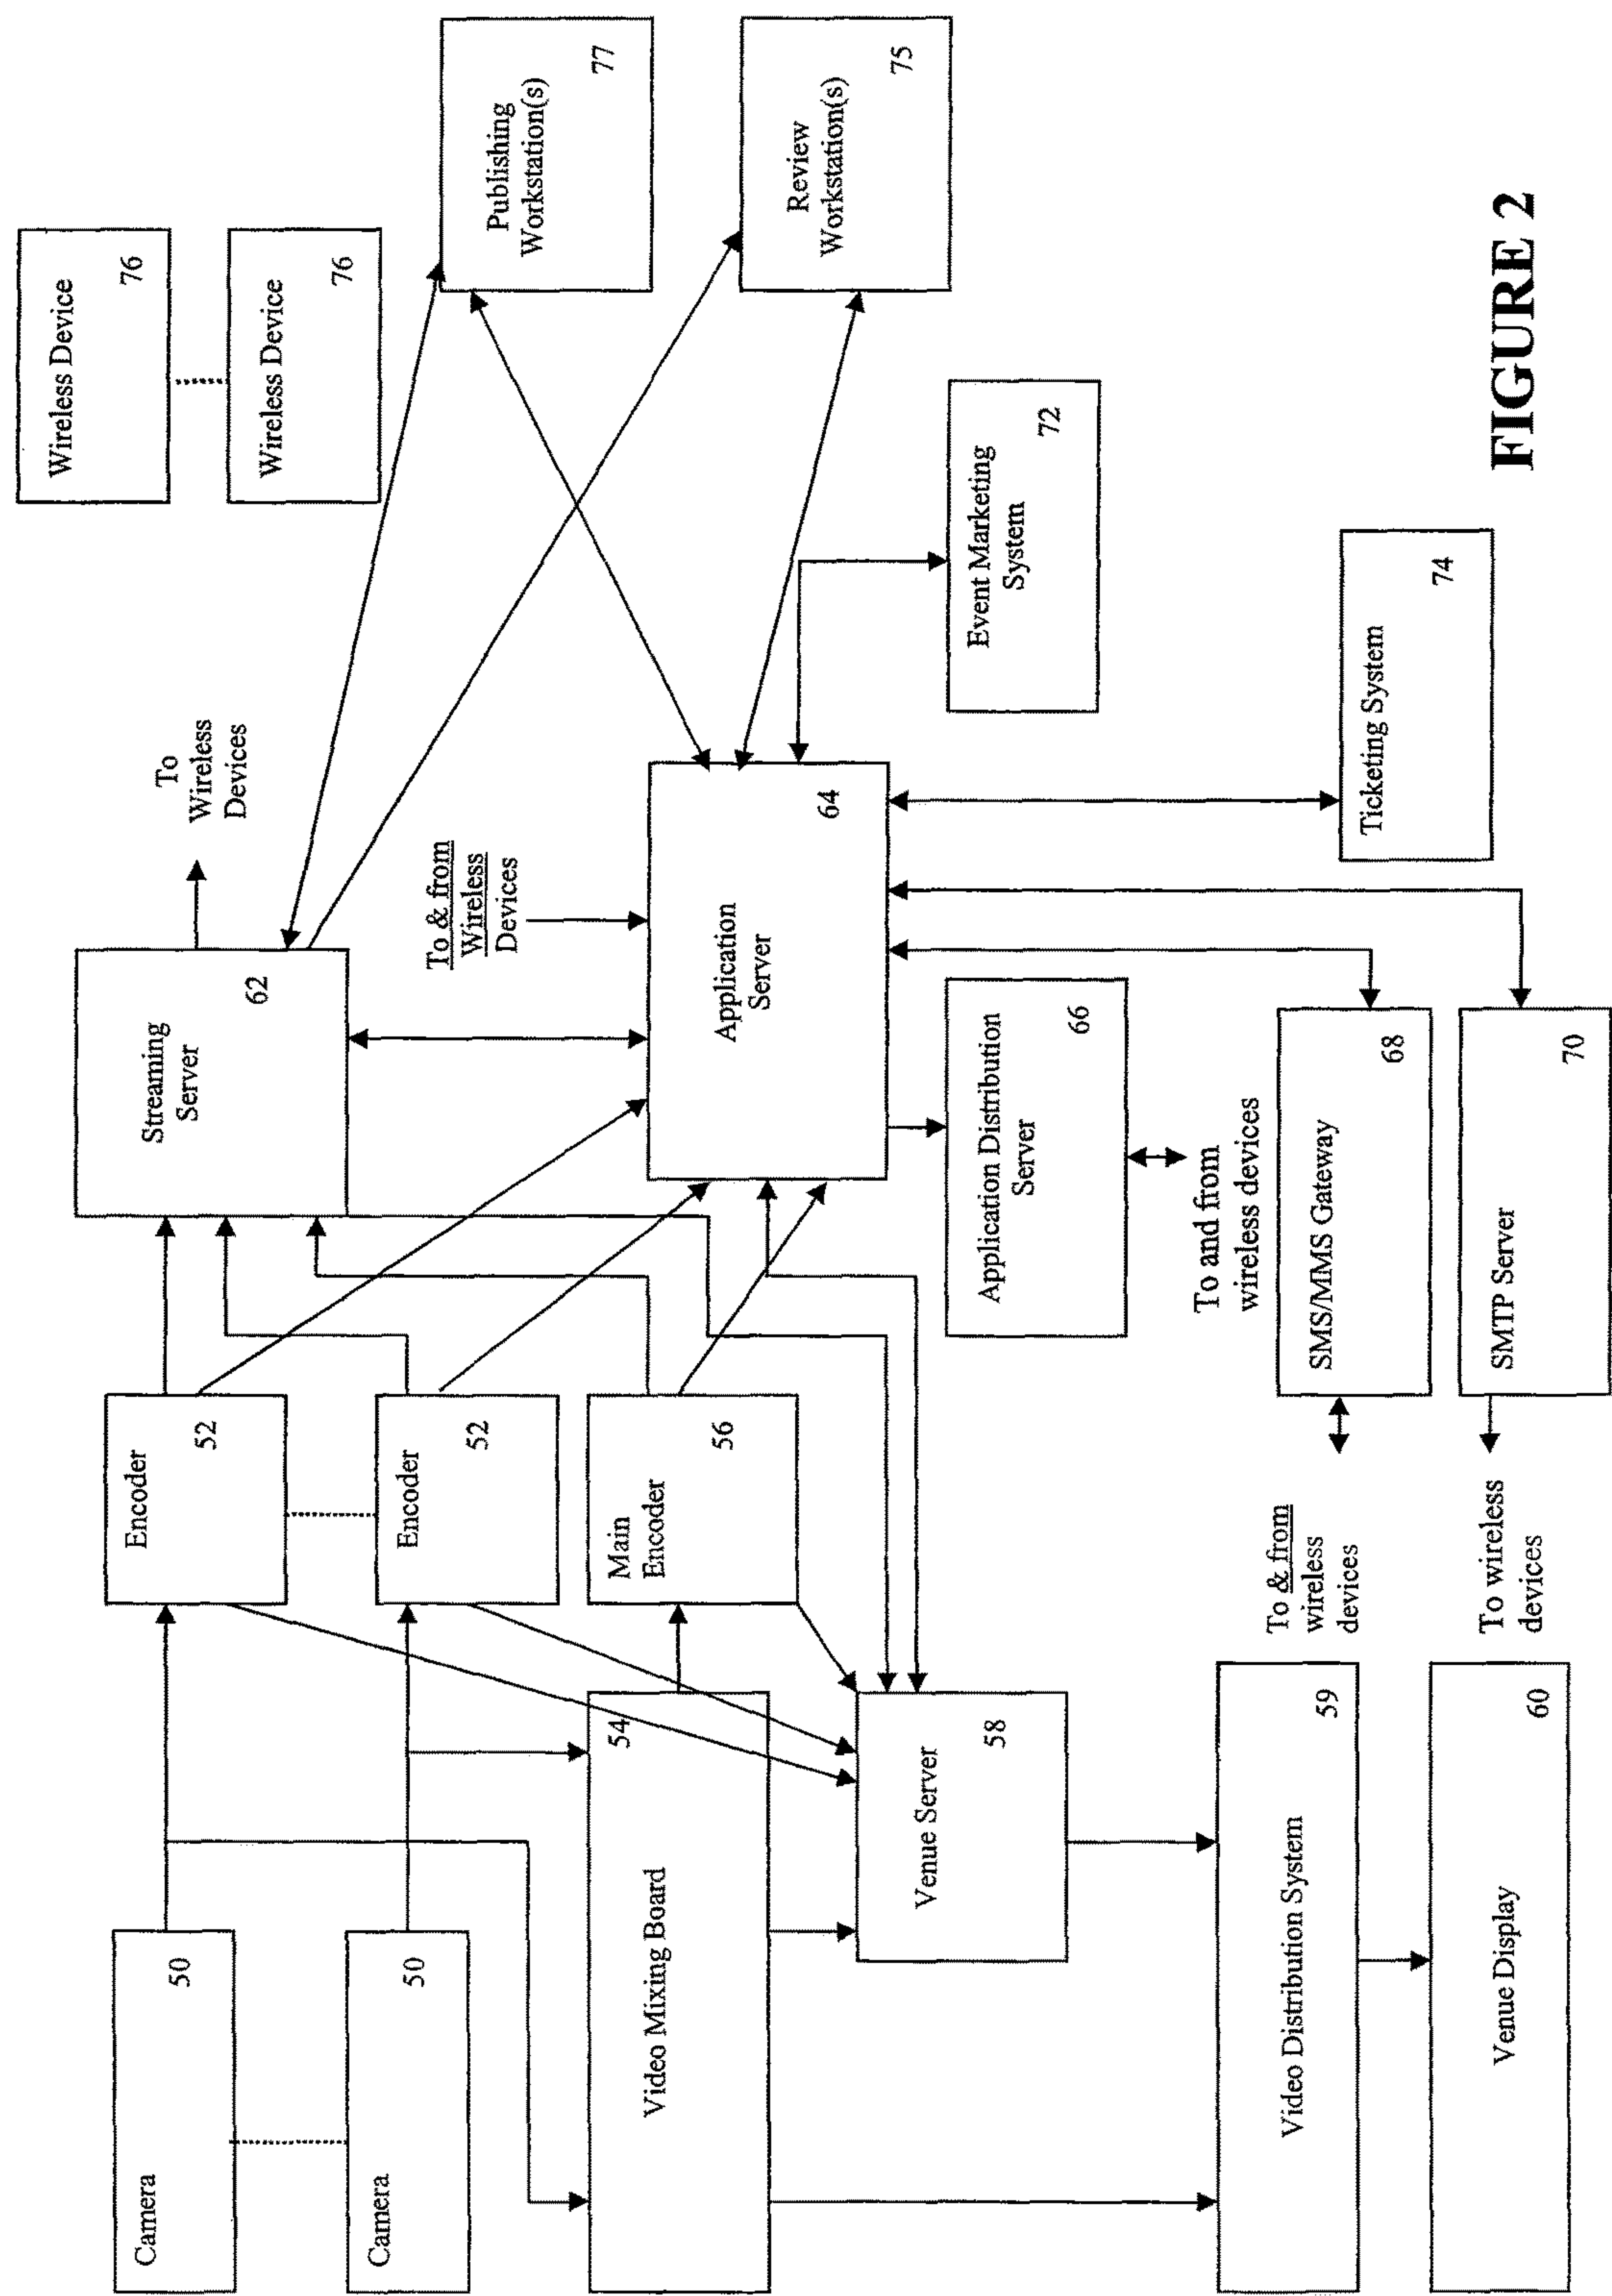 Camera
50
Camera
50
Encoder
52
Encoder
52
Main
Encoder
56
Video Mixing Board
54
Venue Server
58
Video Distribution System
59
Venue Display
60
Streaming
Server
62
To
Wireless
Devices
To & from
Wireless
Devices
Application
Server
64
Application Distribution
Server
66
To and from
wireless devices
SMS/MMS Gateway
68
To & from
wireless
devices
SMTP Server
70
To wireless
devices
Wireless Device
76
Wireless Device
76
Publishing
Workstation(s)
77
Review
Workstation(s)
75
Event Marketing
System
72
Ticketing System
74
FIGURE 2